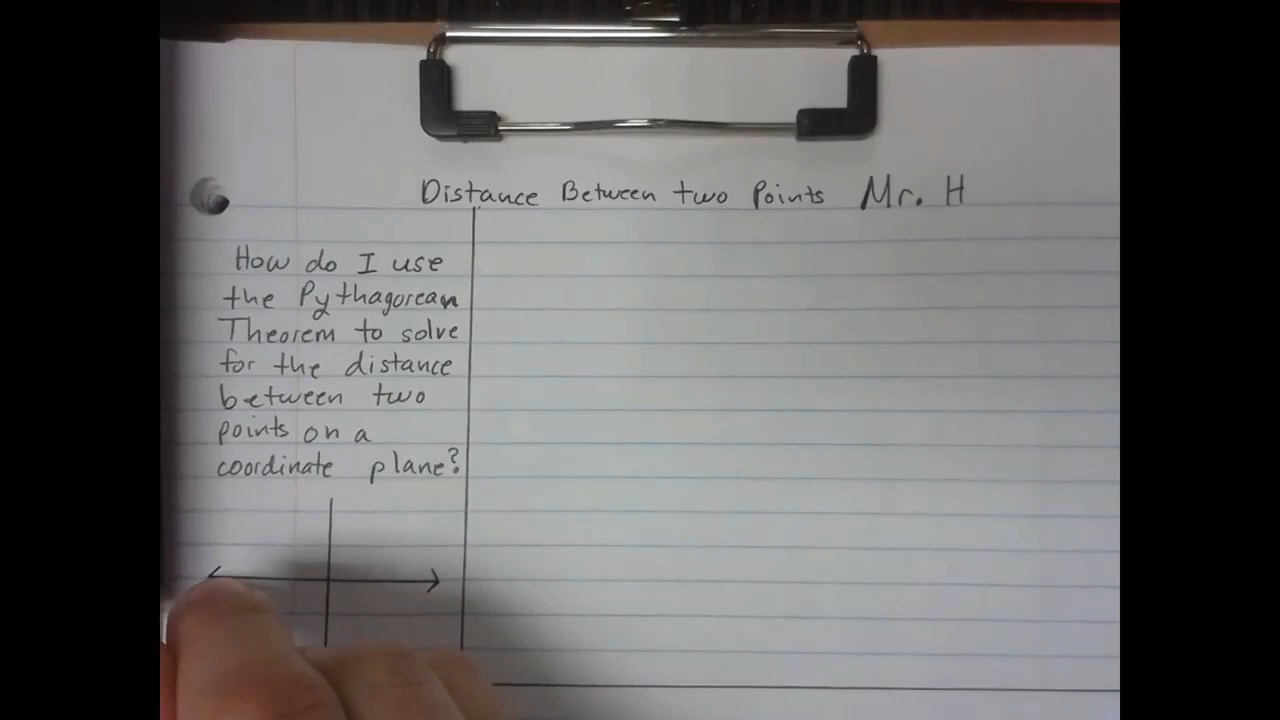 Distance Between two Points Mr. H
How do I use
the Pythagorean
Theorem to solve
for the distance
between two
points on a
coordinate plane?